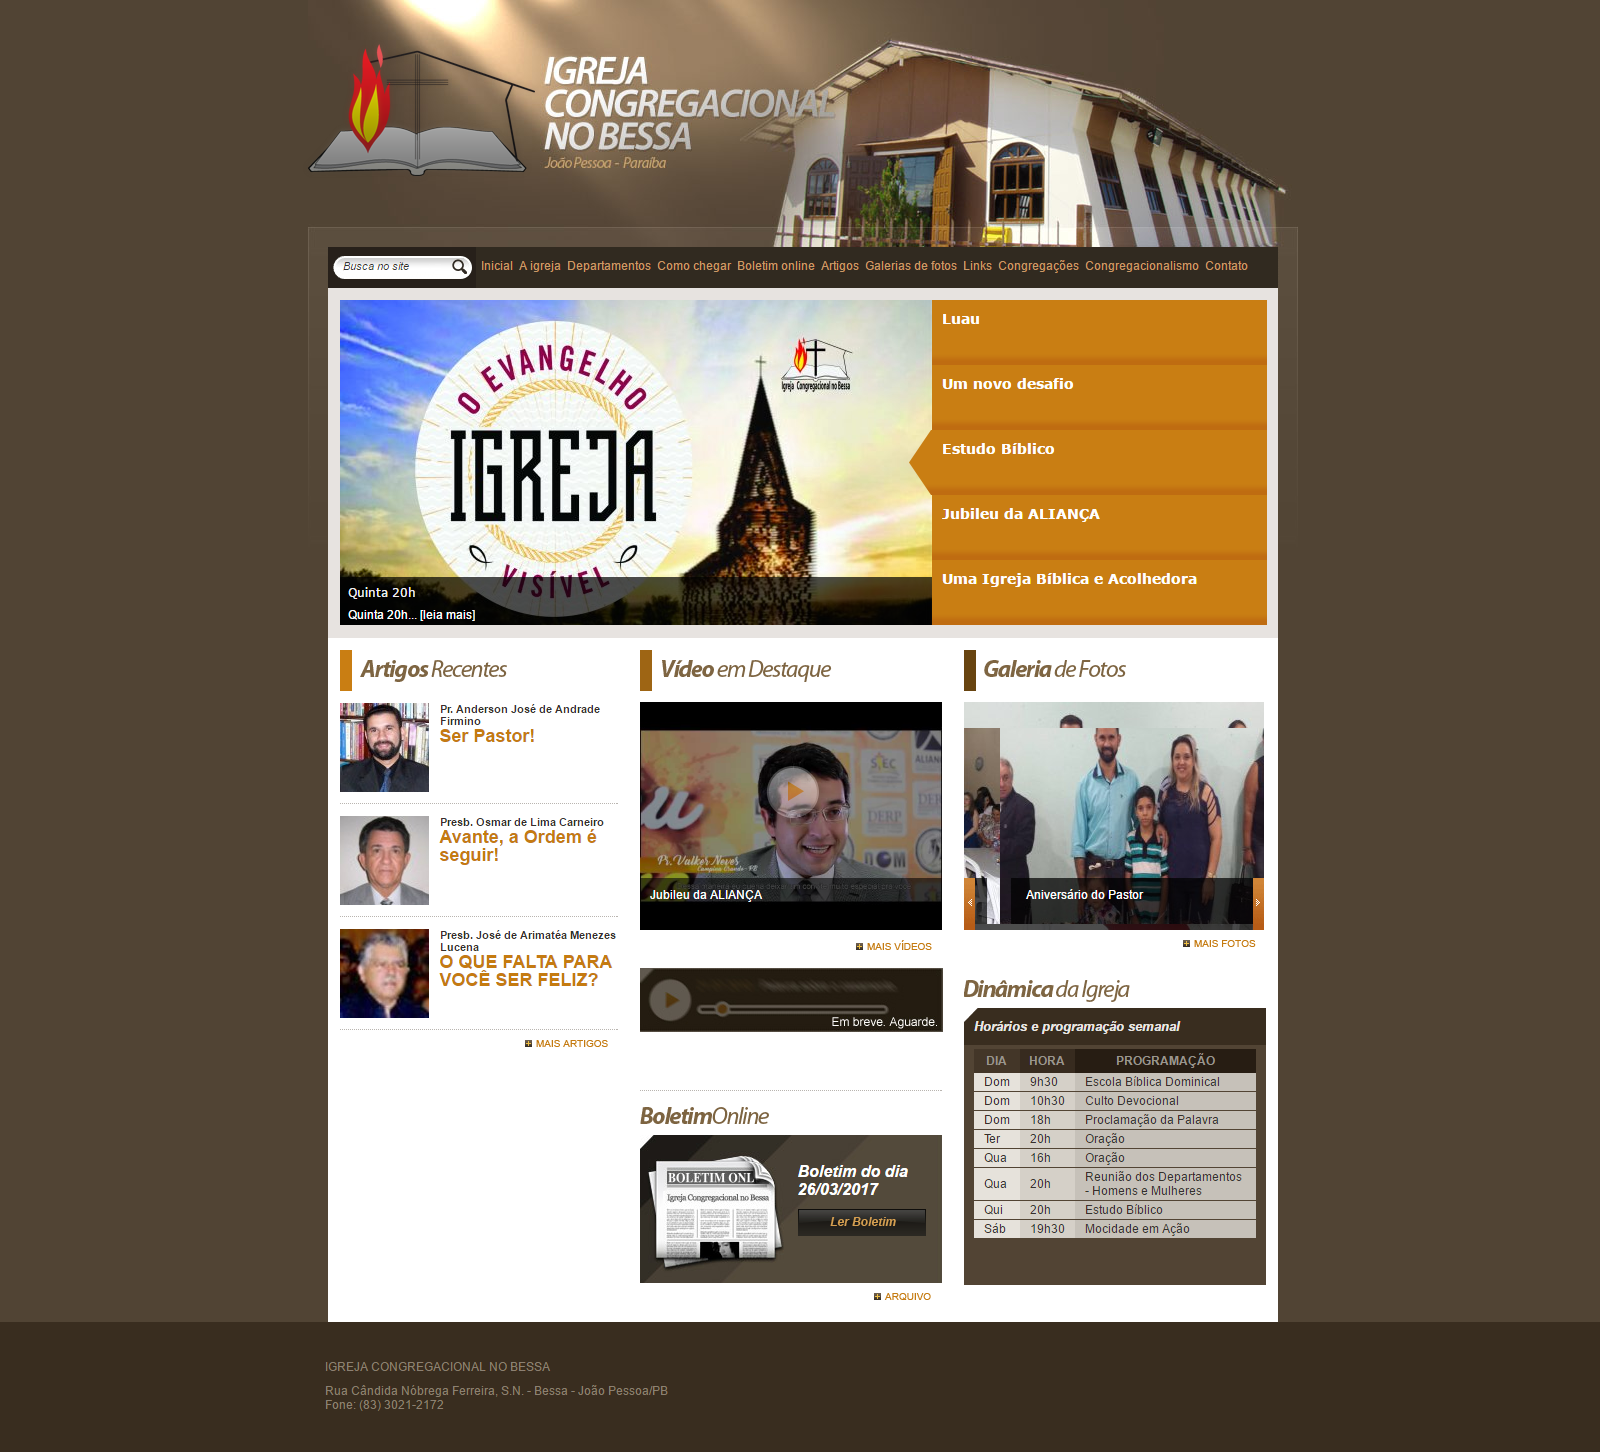 IGREJA
CONGREGACIONAL
NO BESSA
João Pessoa - Paraíba
Busca no site
Inicial A igreja Departamentos Como chegar Boletim online Artigos Galerias de fotos Links Congregações Congregacionalismo Contato
O EVANGELHO
IGREJA
VISÍVEL
Igreja Congregacional no Bessa
Quinta 20h
Quinta 20h... [leia mais]
Luau
Um novo desafio
Estudo Bíblico
Jubileu da ALIANÇA
Uma Igreja Bíblica e Acolhedora
Artigos Recentes
Pr. Anderson José de Andrade
Firmino
Ser Pastor!
Presb. Osmar de Lima Carneiro
Avante, a Ordem é
seguir!
Presb. José de Arimatéa Menezes
Lucena
O QUE FALTA PARA
VOCÊ SER FELIZ?
MAIS ARTIGOS
Vídeo em Destaque
DERP
Pr. Valker Neves
Campina Grande - PB
Jubileu da ALIANÇA
MAIS VÍDEOS
Em breve. Aguarde.
BoletimOnline
BOLETIM ONL
Igreja Congregacional no Bessa
Boletim do dia
26/03/2017
Ler Boletim
ARQUIVO
Galeria de Fotos
Aniversário do Pastor
MAIS FOTOS
Dinâmica da Igreja
Horários e programação semanal
DIA HORA PROGRAMAÇÃO
Dom 9h30 Escola Bíblica Dominical
Dom 10h30 Culto Devocional
Dom 18h Proclamação da Palavra
Ter 20h Oração
Qua 16h Oração
Qua 20h Reunião dos Departamentos
- Homens e Mulheres
Qui 20h Estudo Bíblico
Sáb 19h30 Mocidade em Ação
IGREJA CONGREGACIONAL NO BESSA
Rua Cândida Nôbrega Ferreira, S.N. - Bessa - João Pessoa/PB
Fone: (83) 3021-2172